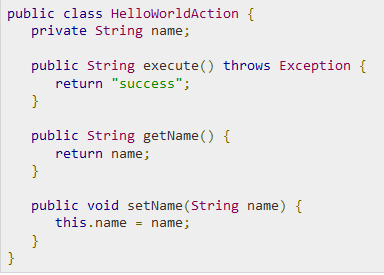 public class HelloWorldAction {
   private String name;

   public String execute() throws Exception {
      return "success";
   }

   public String getName() {
      return name;
   }

   public void setName(String name) {
      this.name = name;
   }
}